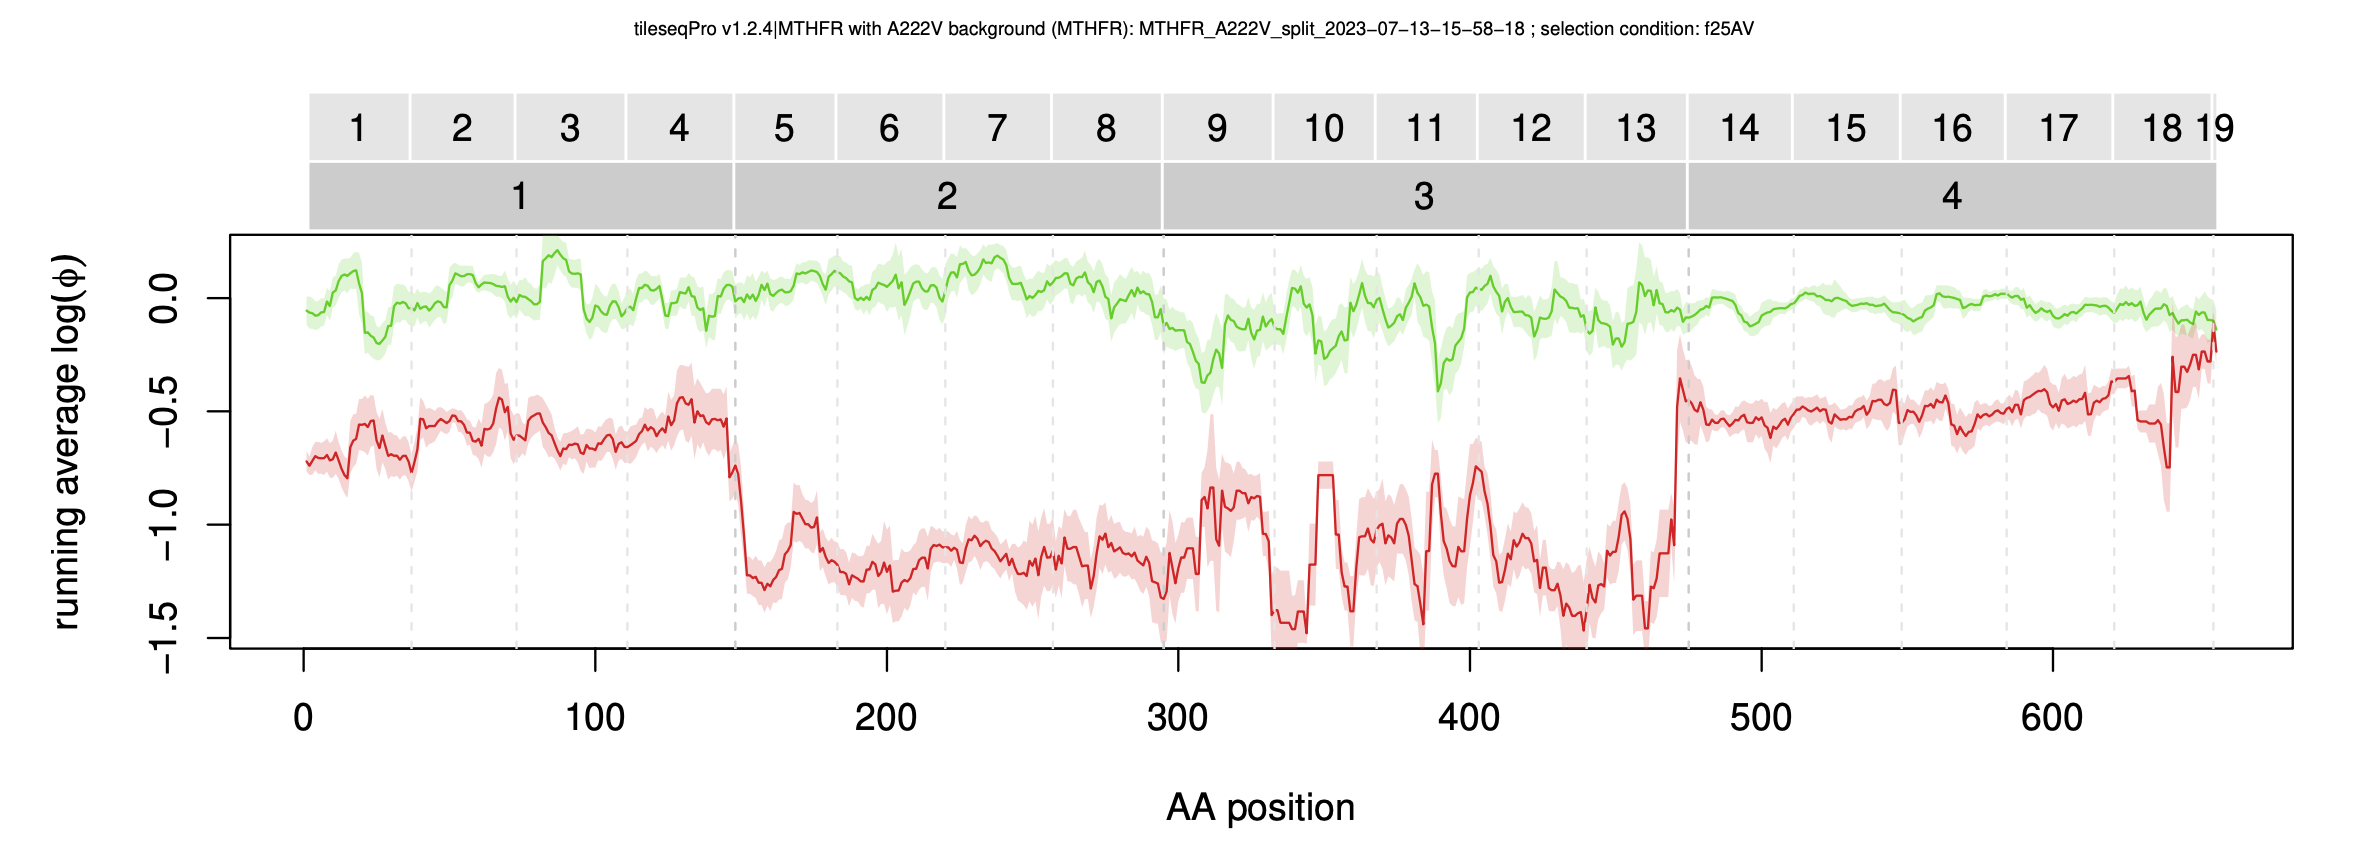 tileseqPro v1.2.4|MTHFR with A222V background (MTHFR): MTHFR_A222V_split_2023−07−13−15−58−18 ; selection condition: f25AV
1 2 3 4 5 6 7 8 9 10 11 12 13 14 15 16 17 18 19
1 2 3 4
running average log(ϕ)
0.0
−0.5
−1.0
−1.5
0 100 200 300 400 500 600
AA position